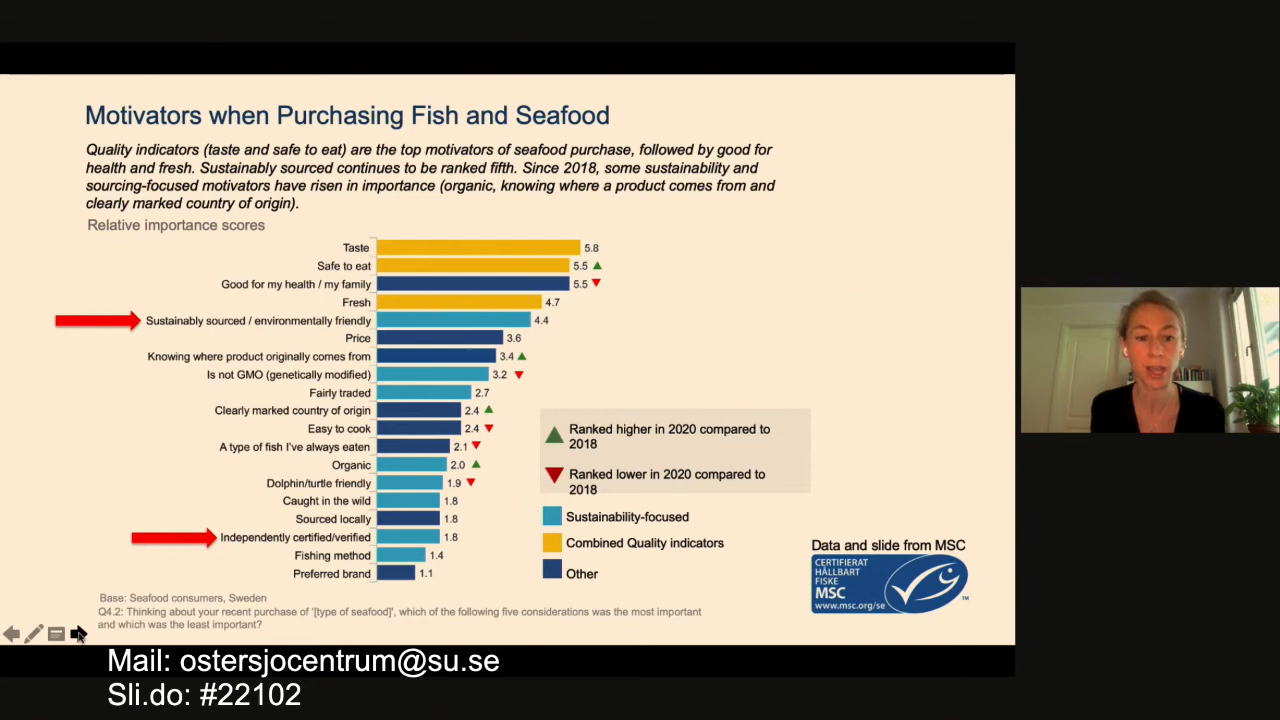 Motivators when Purchasing Fish and Seafood
Quality indicators (taste and safe to eat) are the top motivators of seafood purchase, followed by good for
health and fresh. Sustainably sourced continues to be ranked fifth. Since 2018, some sustainability and
sourcing-focused motivators have risen in importance (organic, knowing where a product comes from and
clearly marked country of origin).
Relative importance scores
Taste 5.8
Safe to eat 5.5
Good for my health / my family 5.5
Fresh 4.7
Sustainably sourced / environmentally friendly 4.4
Price 3.6
Knowing where product originally comes from 3.4
Is not GMO (genetically modified) 3.2
Fairly traded 2.7
Clearly marked country of origin 2.4
Easy to cook 2.4
A type of fish I've always eaten 2.1
Organic 2.0
Dolphin/turtle friendly 1.9
Caught in the wild 1.8
Sourced locally 1.8
Independently certified/verified 1.8
Fishing method 1.4
Preferred brand 1.1
Ranked higher in 2020 compared to
2018
Ranked lower in 2020 compared to
2018
Sustainability-focused
Combined Quality indicators
Other
Data and slide from MSC
CERTIFIERAT
HÅLLBART
FISKE
MSC
www.msc.org/se
TM
Base: Seafood consumers, Sweden
Q4.2: Thinking about your recent purchase of '[type of seafood]', which of the following five considerations was the most important
and which was the least important?
Mail: ostersjocentrum@su.se
Sli.do: #22102